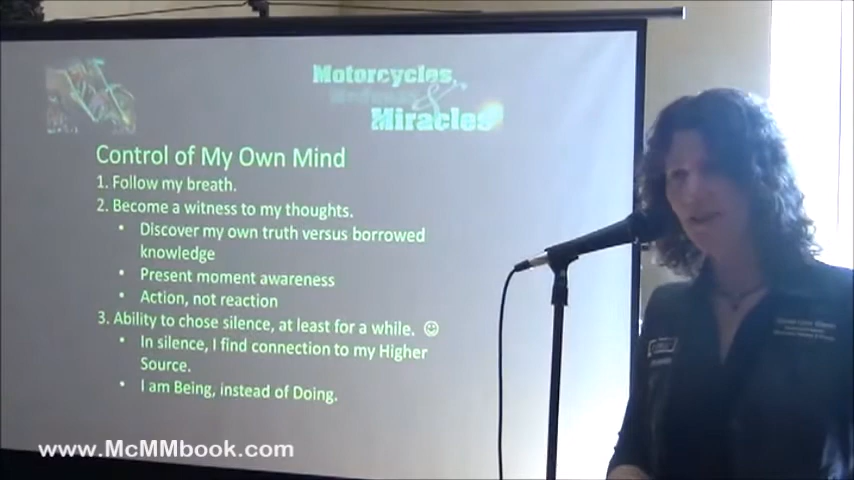 Motorcycles,
&
Miracles
Control of My Own Mind
1. Follow my breath.
2. Become a witness to my thoughts.
• Discover my own truth versus borrowed
knowledge
• Present moment awareness
• Action, not reaction
3. Ability to chose silence, at least for a while. ☺
• In silence, I find connection to my Higher
Source.
• I am Being, instead of Doing.
www.McMMbook.com